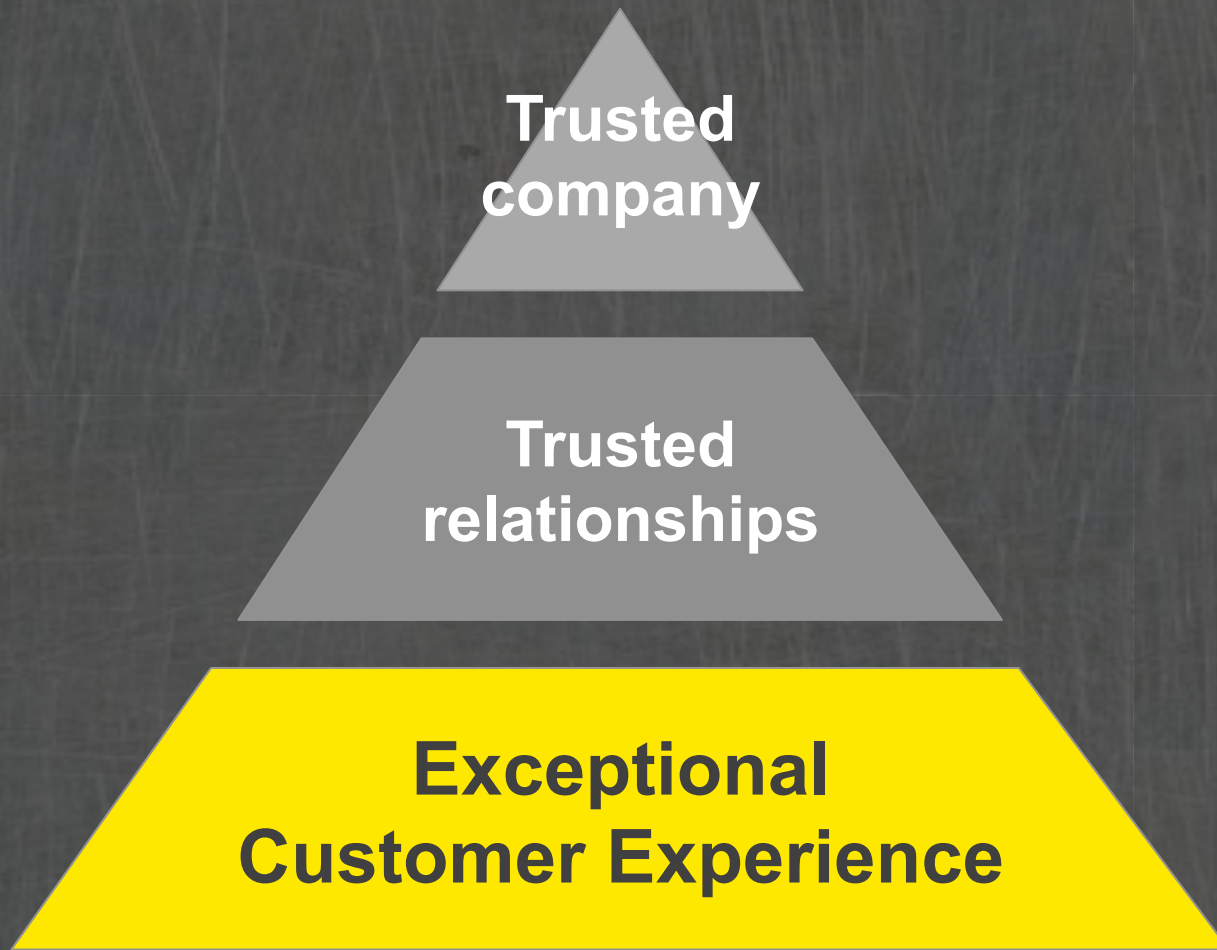 Trusted
company
Trusted
relationships
Exceptional
Customer Experience